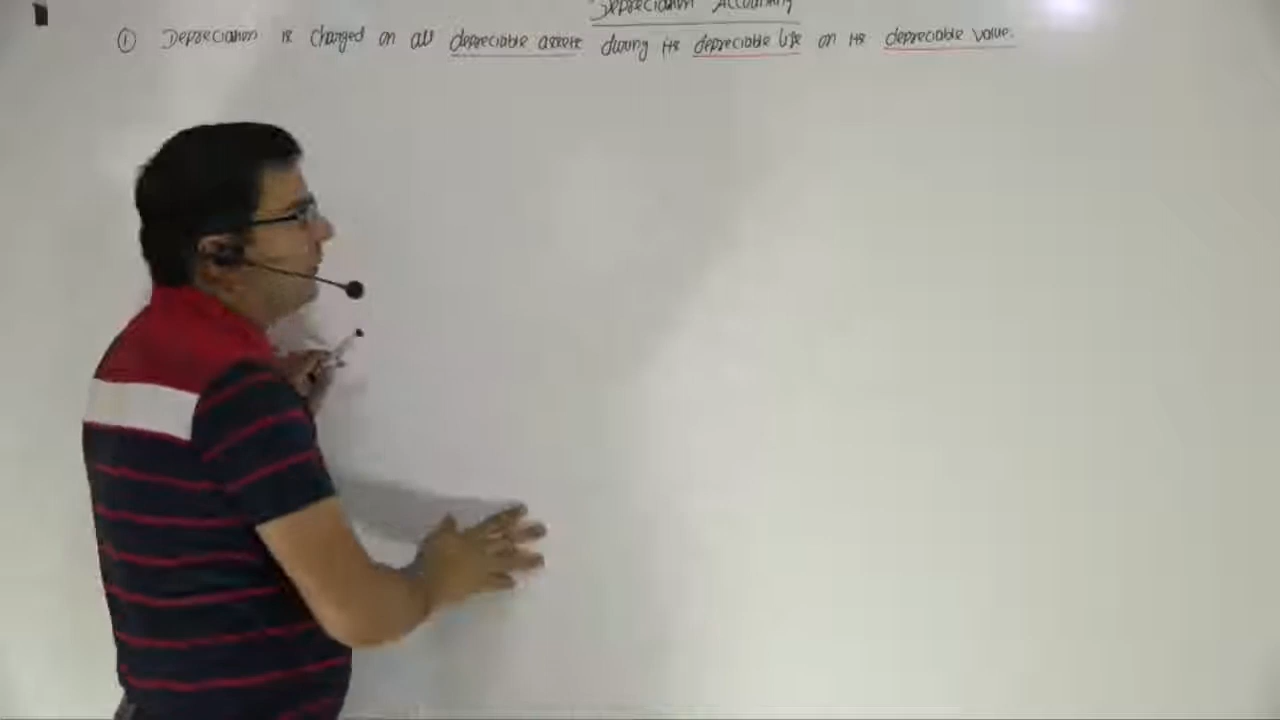 Depreciation Accounting
① Depreciation is charged on all depreciable assets during its depreciable life on its depreciable value.